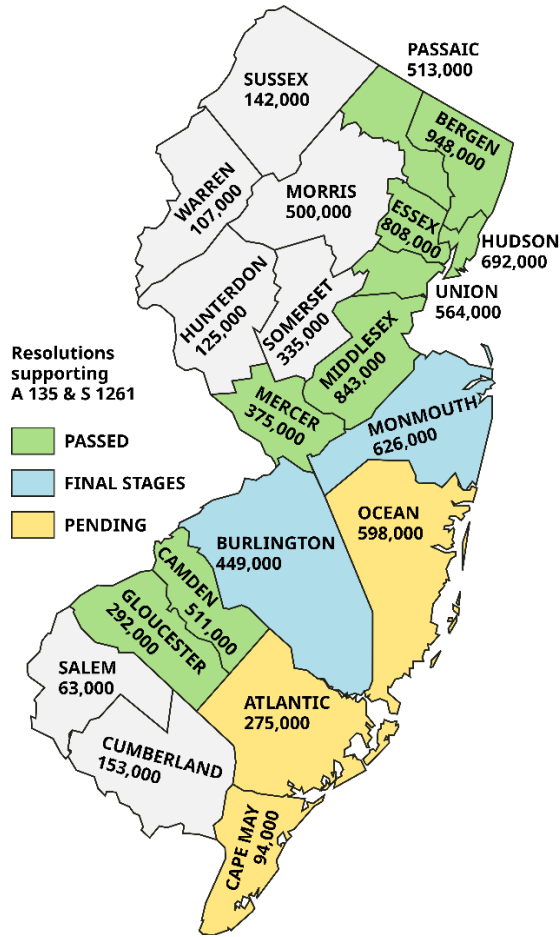 PASSAIC
513,000
SUSSEX
142,000
BERGEN
948,000
WARREN
107,000
MORRIS
500,000
ESSEX
808,000
HUDSON
692,000
UNION
564,000
HUNTERDON
125,000
SOMERSET
335,000
MIDDLESEX
843,000
Resolutions
supporting
A 135 & S 1261
PASSED
FINAL STAGES
PENDING
MERCER
375,000
MONMOUTH
626,000
OCEAN
598,000
BURLINGTON
449,000
CAMDEN
511,000
GLOUCESTER
292,000
SALEM
63,000
ATLANTIC
275,000
CUMBERLAND
153,000
CAPE MAY
94,000